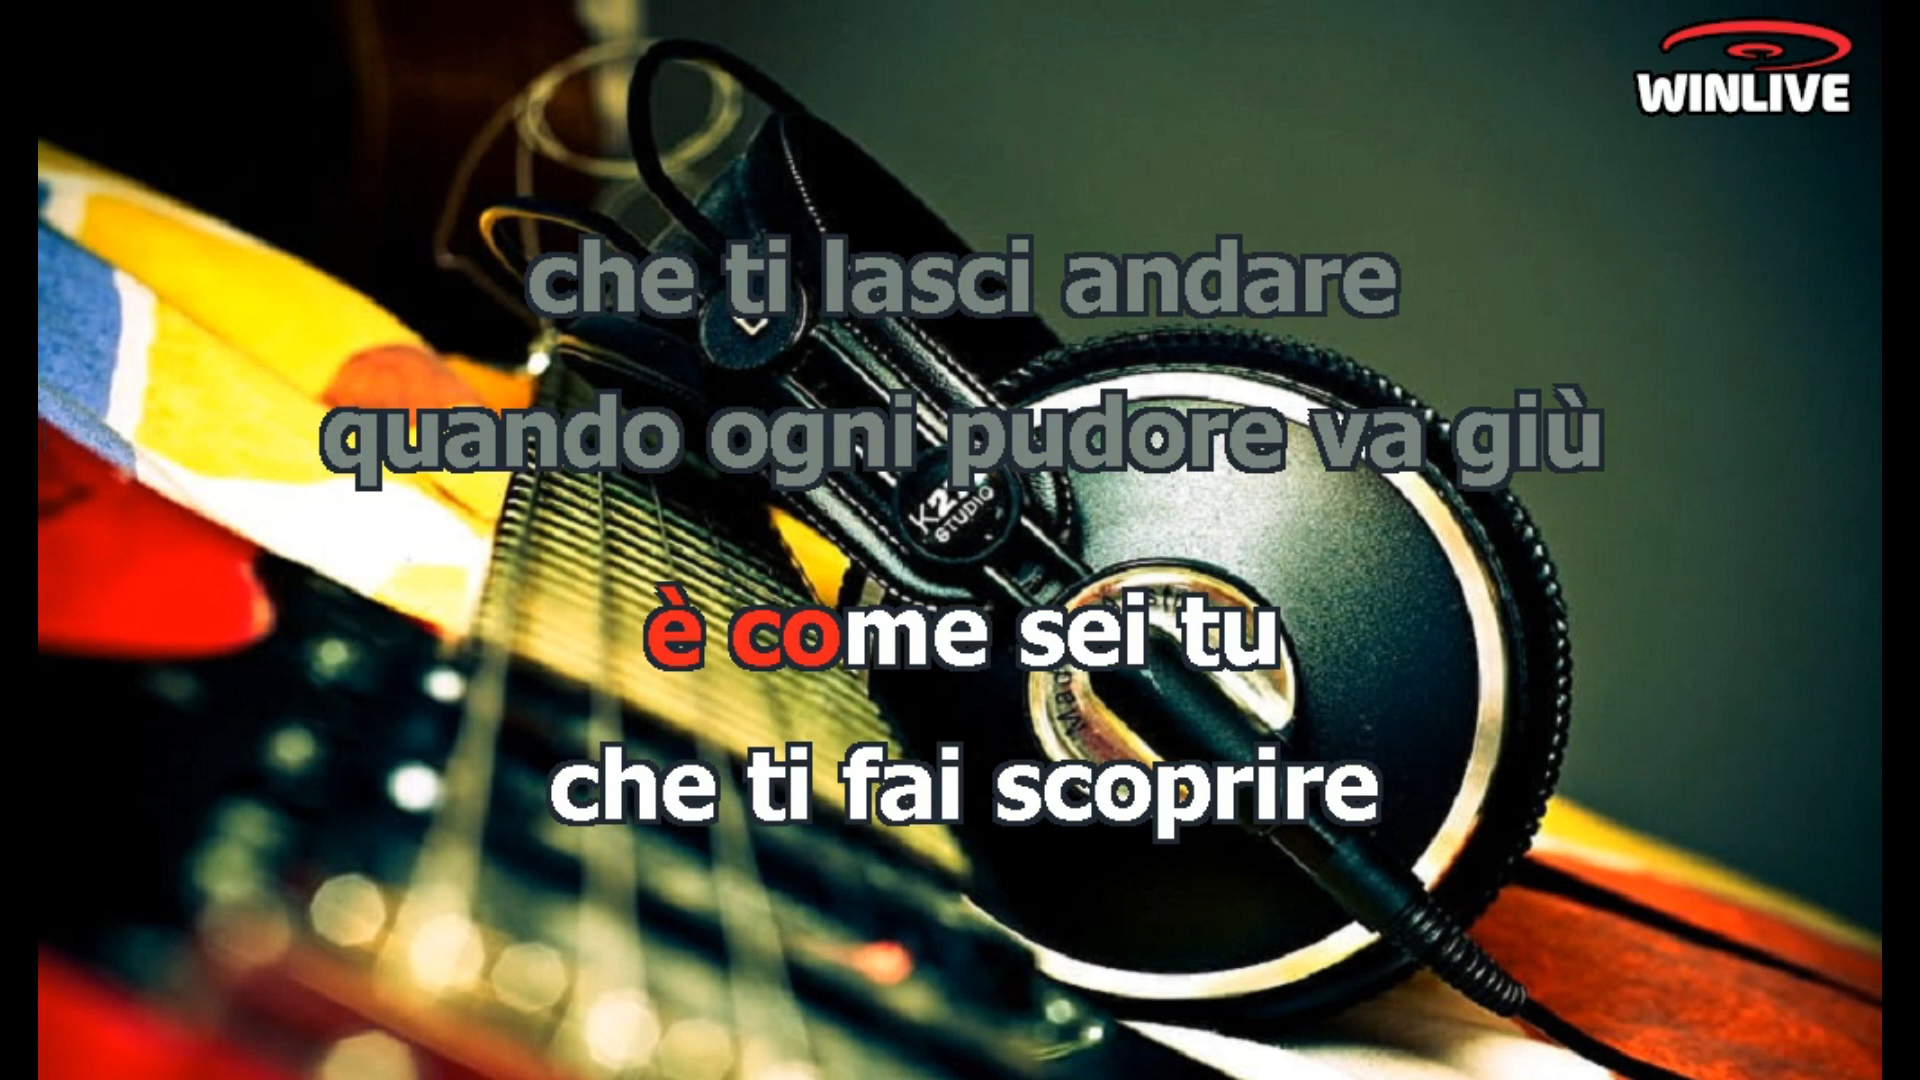 WINLIVE
che ti lasci andare
quando ogni pudore va giù
K2
STUDIO
è come sei tu
che ti fai scoprire